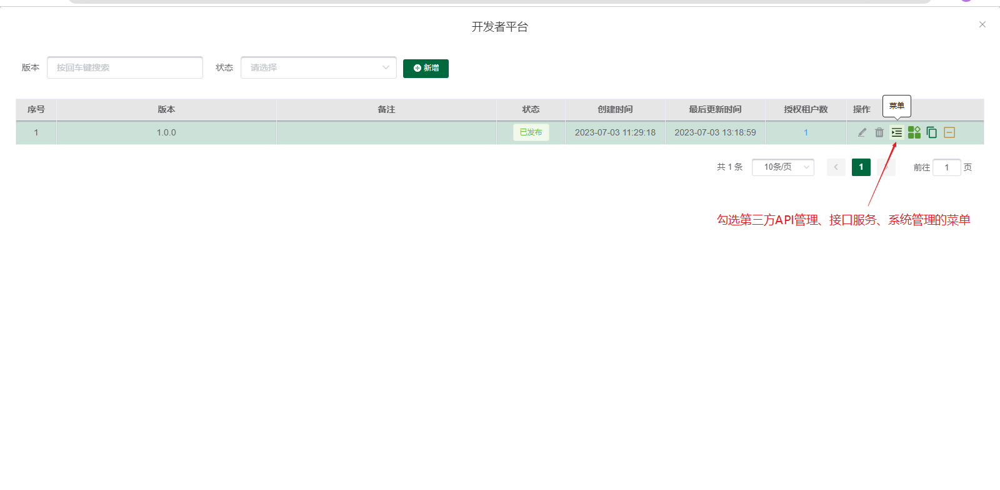 开发者平台
版本 按回车键搜索 状态 请选择 新增
菜单
序号 版本 备注 状态 创建时间 最后更新时间 授权租户数 操作
1 1.0.0 已发布 2023-07-03 11:29:18 2023-07-03 13:18:59 1
共 1 条 10条/页 1 前往 1 页
勾选第三方API管理、接口服务、系统管理的菜单